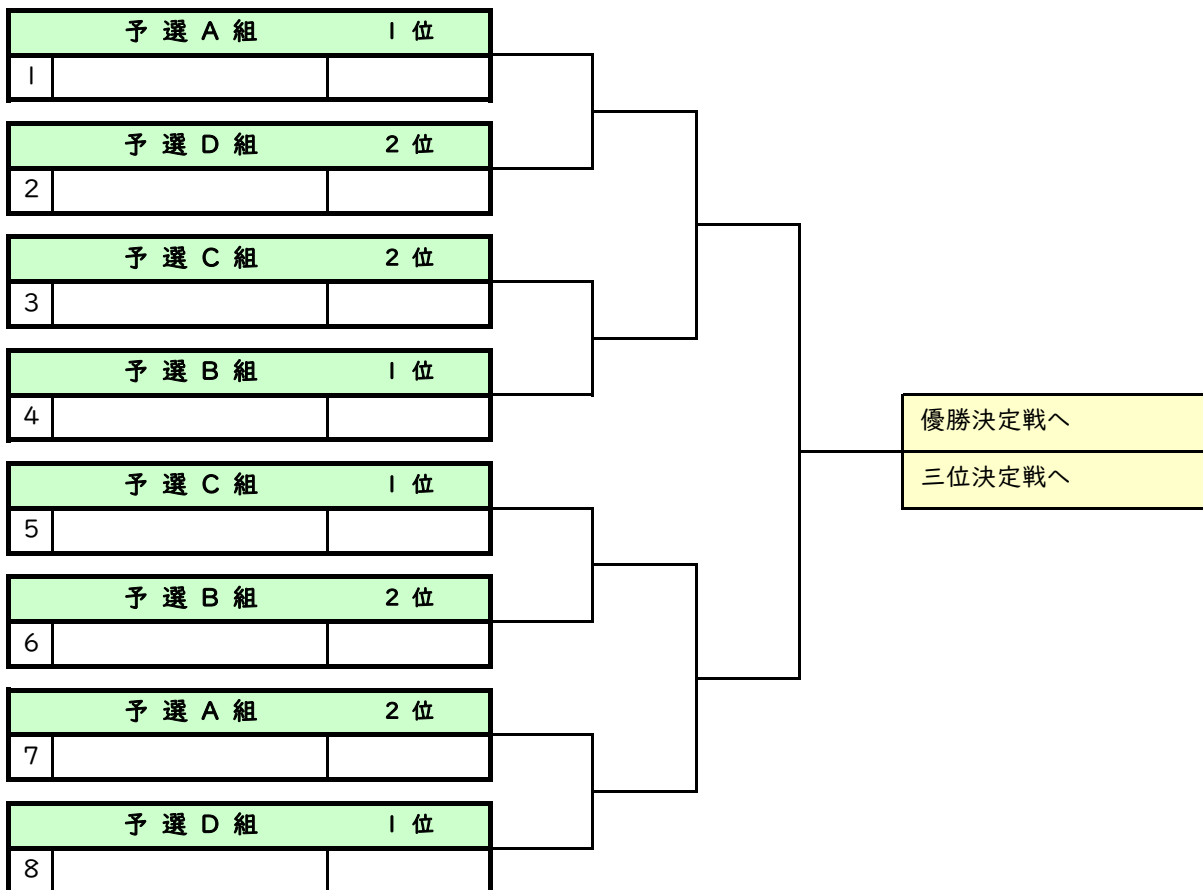 予選A組 1位
1
予選D組 2位
2
予選C組 2位
3
予選B組 1位
4
優勝決定戦へ
三位決定戦へ
予選C組 1位
5
予選B組 2位
6
予選A組 2位
7
予選D組 1位
8